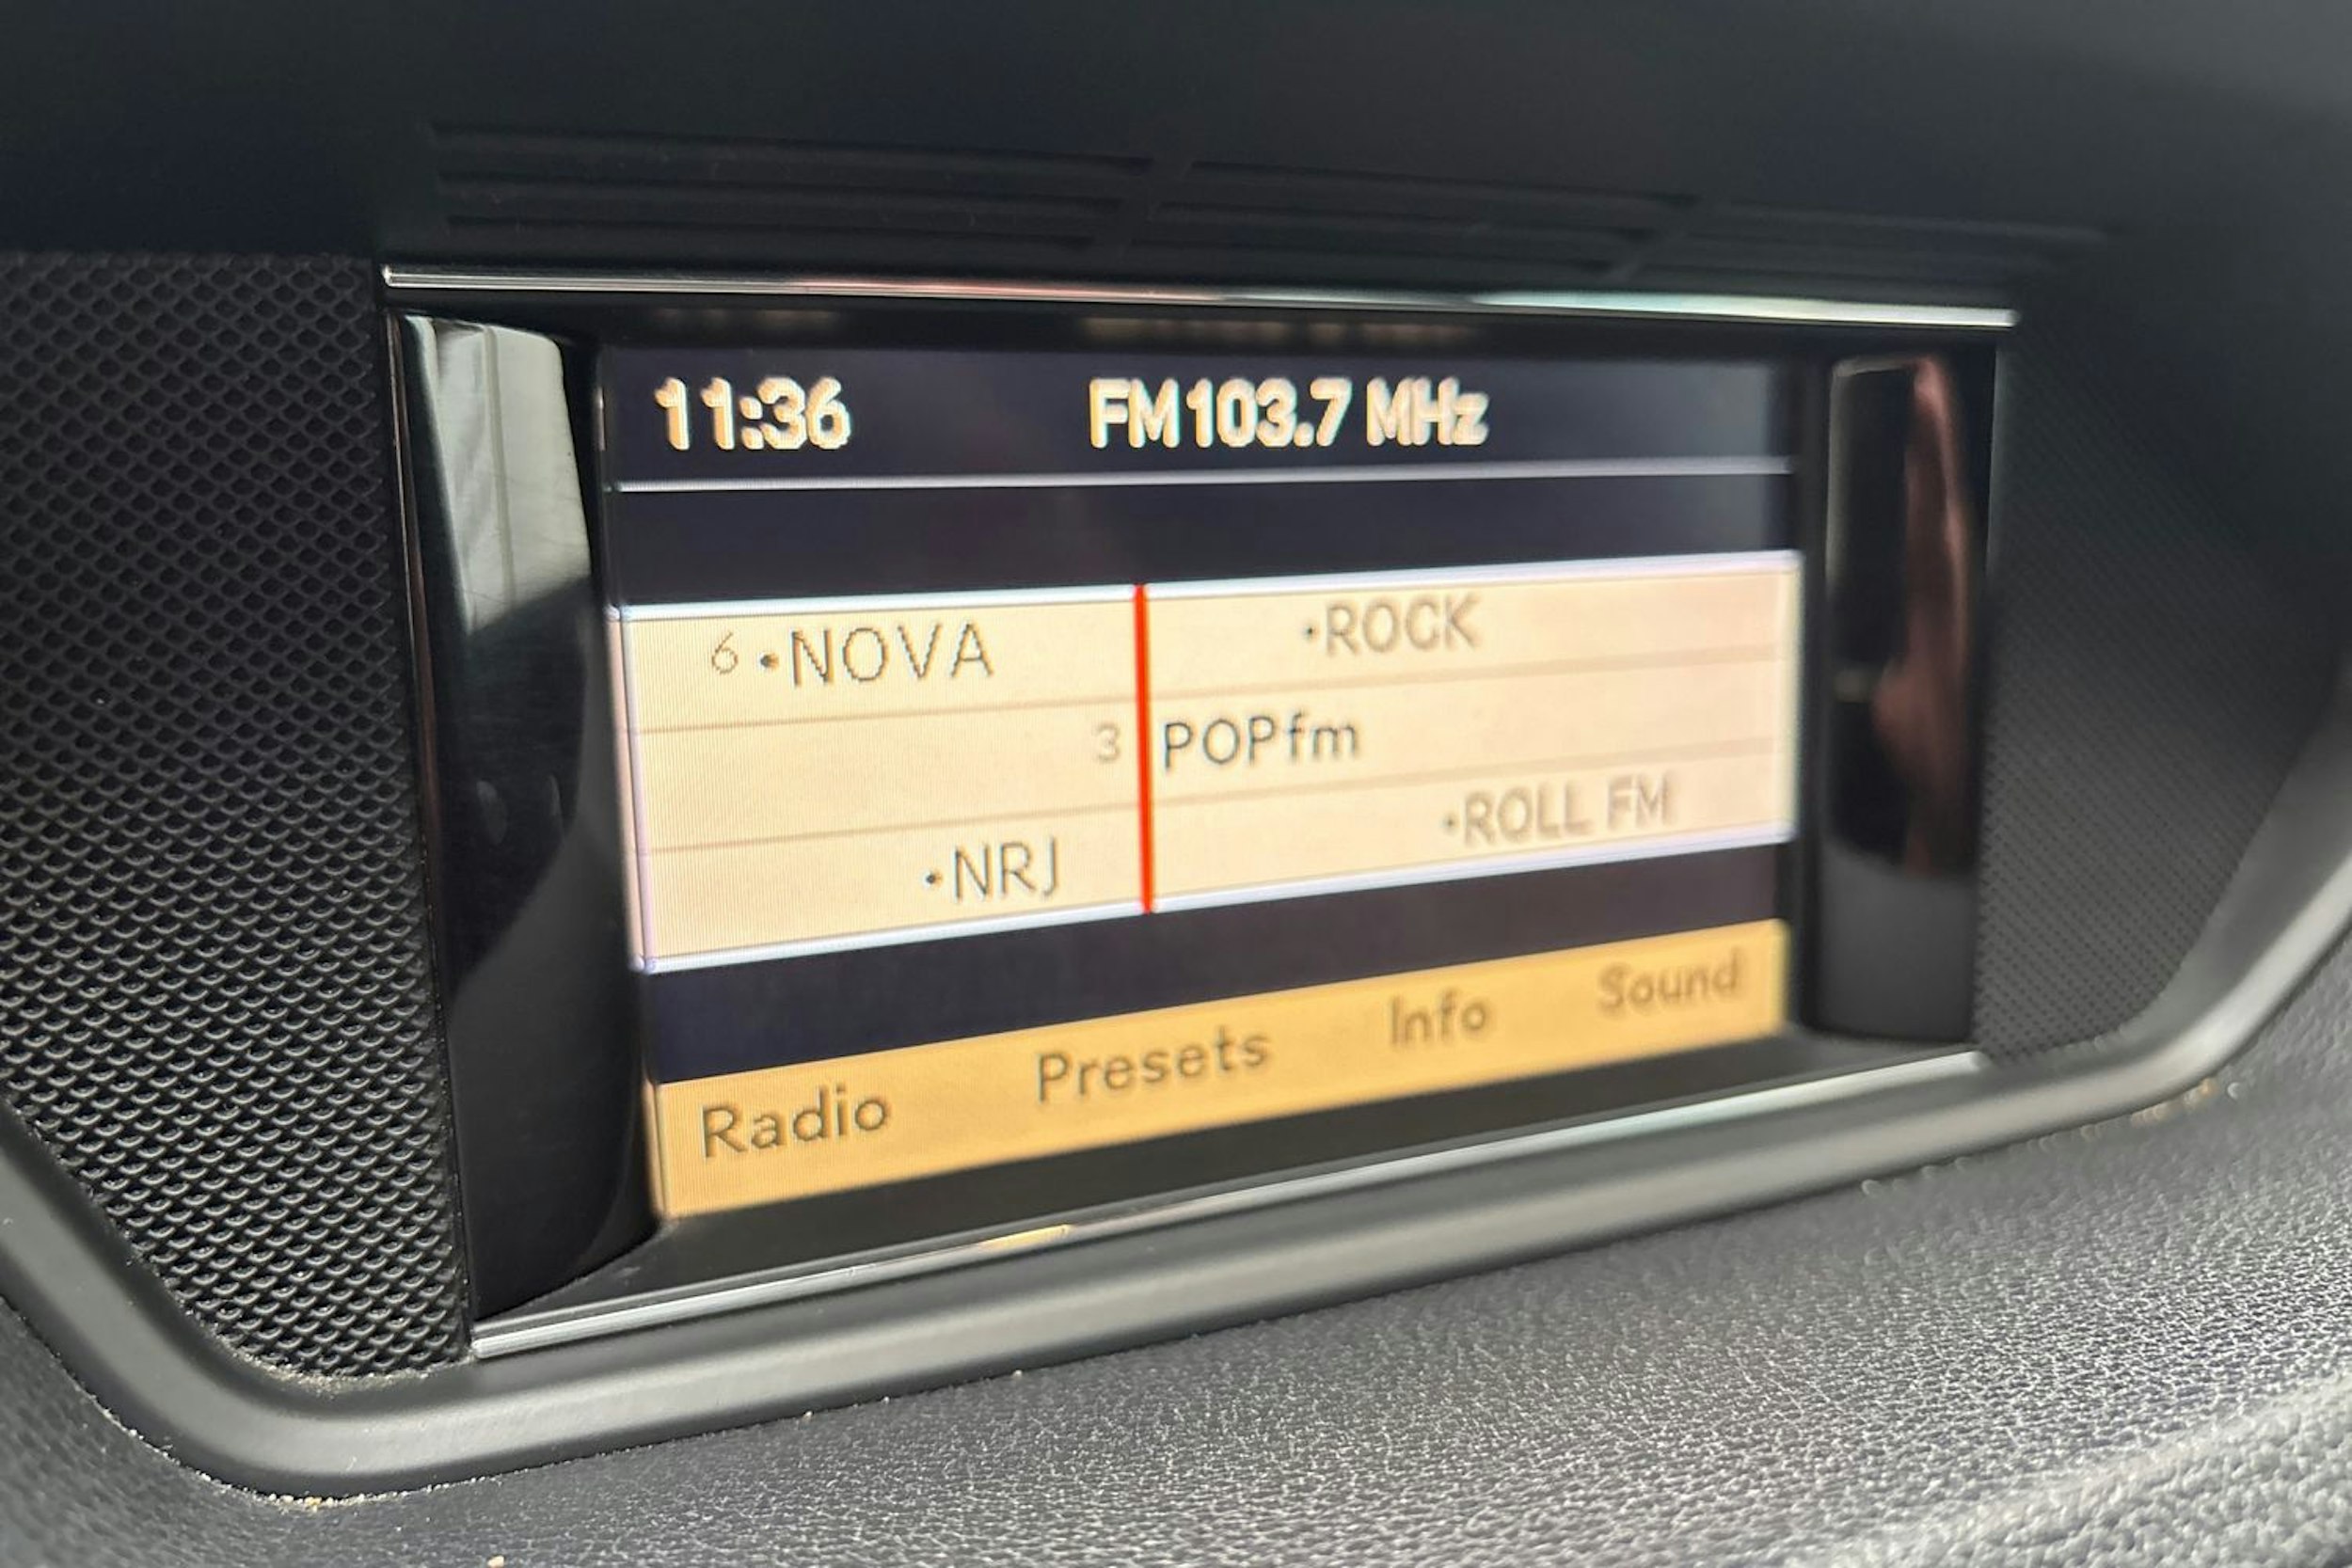 11:36 FM 103.7 MHz
6 •NOVA •ROCK
3 POPfm
•NRJ •ROLL FM
Radio Presets Info Sound